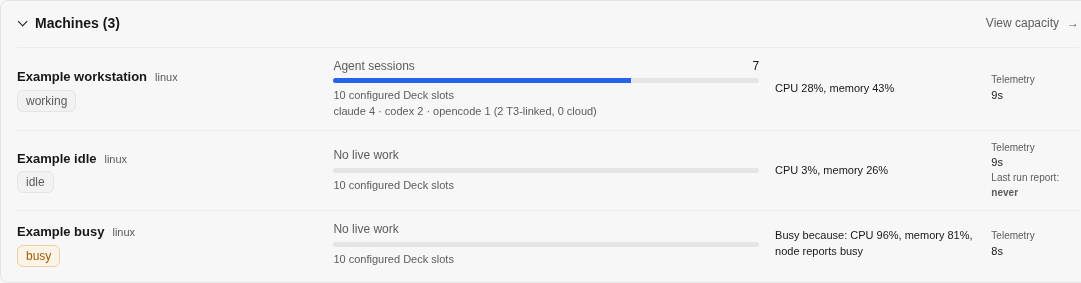 Machines (3)
View capacity →
Example workstation linux
working
Agent sessions 7
10 configured Deck slots
claude 4 · codex 2 · opencode 1 (2 T3-linked, 0 cloud)
CPU 28%, memory 43%
Telemetry
9s
Example idle linux
idle
No live work
10 configured Deck slots
CPU 3%, memory 26%
Telemetry
9s
Last run report:
never
Example busy linux
busy
No live work
10 configured Deck slots
Busy because: CPU 96%, memory 81%,
node reports busy
Telemetry
8s